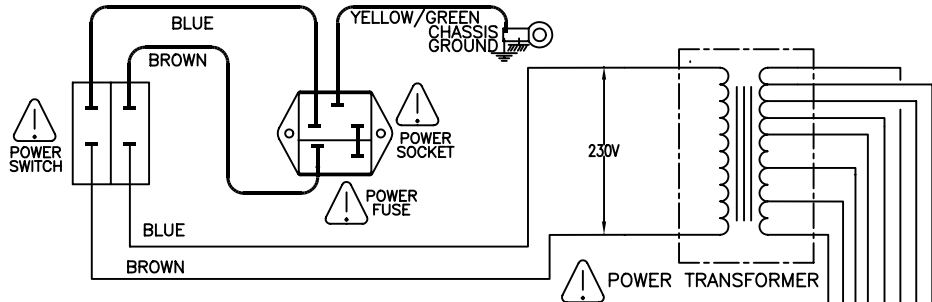 BLUE
BROWN
YELLOW/GREEN
CHASSIS
GROUND
POWER
SWITCH
POWER
SOCKET
POWER
FUSE
230V
BLUE
BROWN
POWER TRANSFORMER